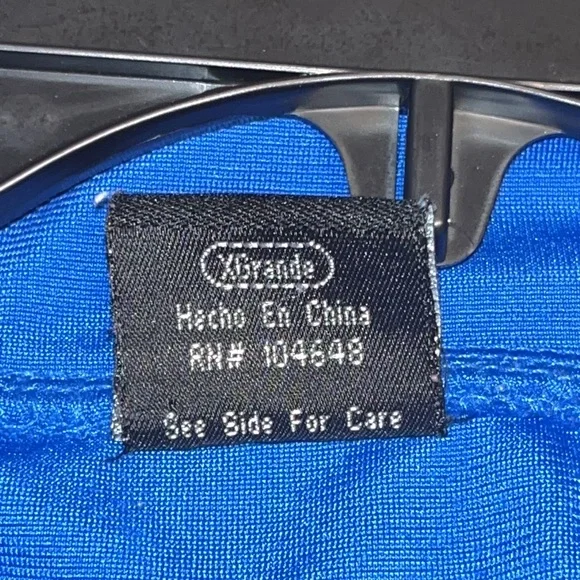 XGrande
Hecho En China
RN# 104648
See Side For Care